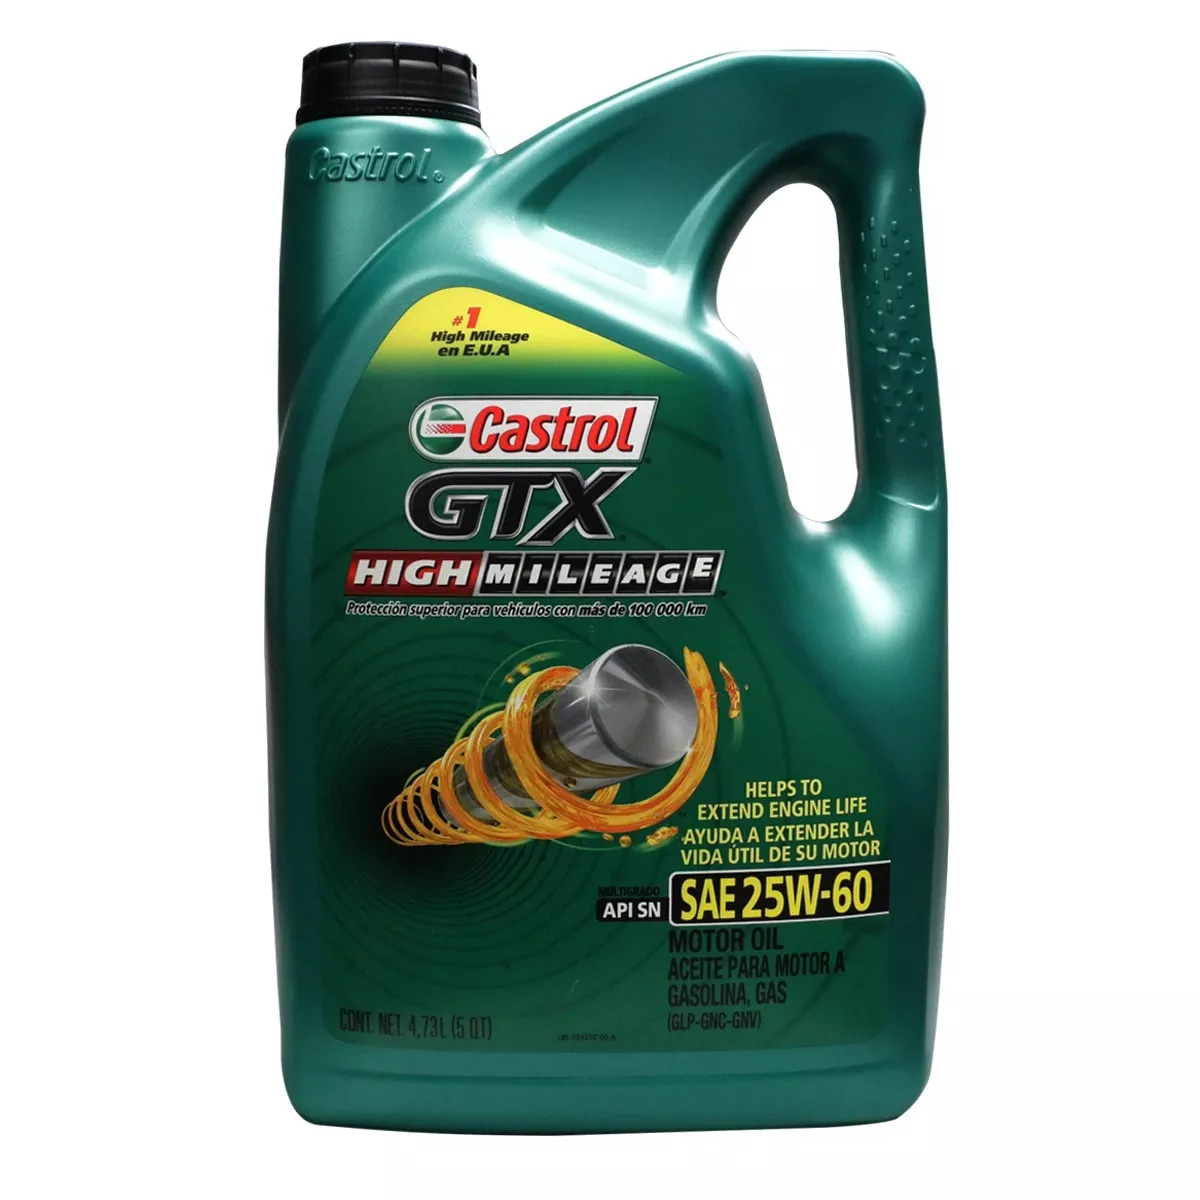 Castrol®
#1
High Mileage
en E.U.A
Castrol
GTX
HIGH MILEAGE™
Protección superior para vehículos con más de 100 000 km
HELPS TO
EXTEND ENGINE LIFE
AYUDA A EXTENDER LA
VIDA ÚTIL DE SU MOTOR
MULTIGRADO
API SN
SAE 25W-60
MOTOR OIL
ACEITE PARA MOTOR A
GASOLINA, GAS
(GLP-GNC-GNV)
CONT. NET. 4,73L (5 QT)